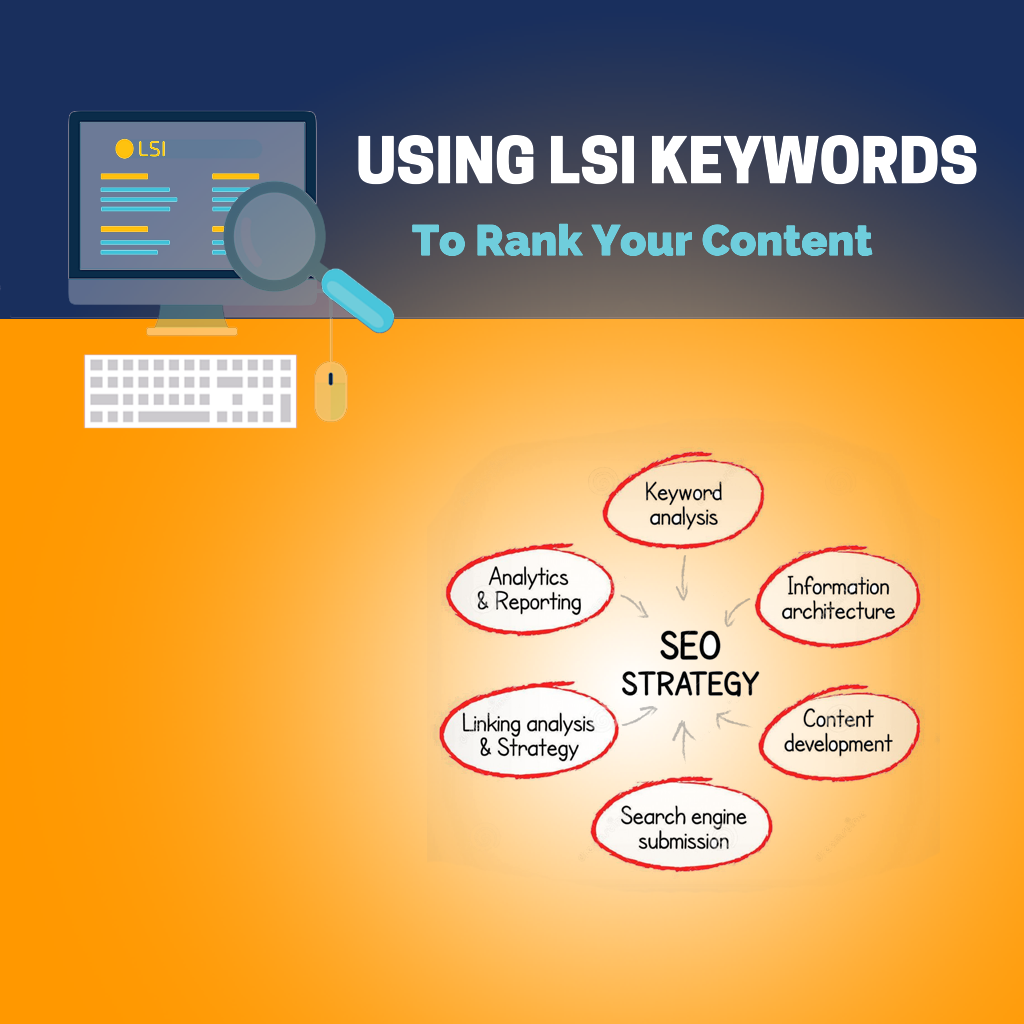 LSI
USING LSI KEYWORDS
To Rank Your Content
Keyword
analysis
Analytics
& Reporting
Information
architecture
SEO
STRATEGY
Linking analysis
& Strategy
Content
development
Search engine
submission